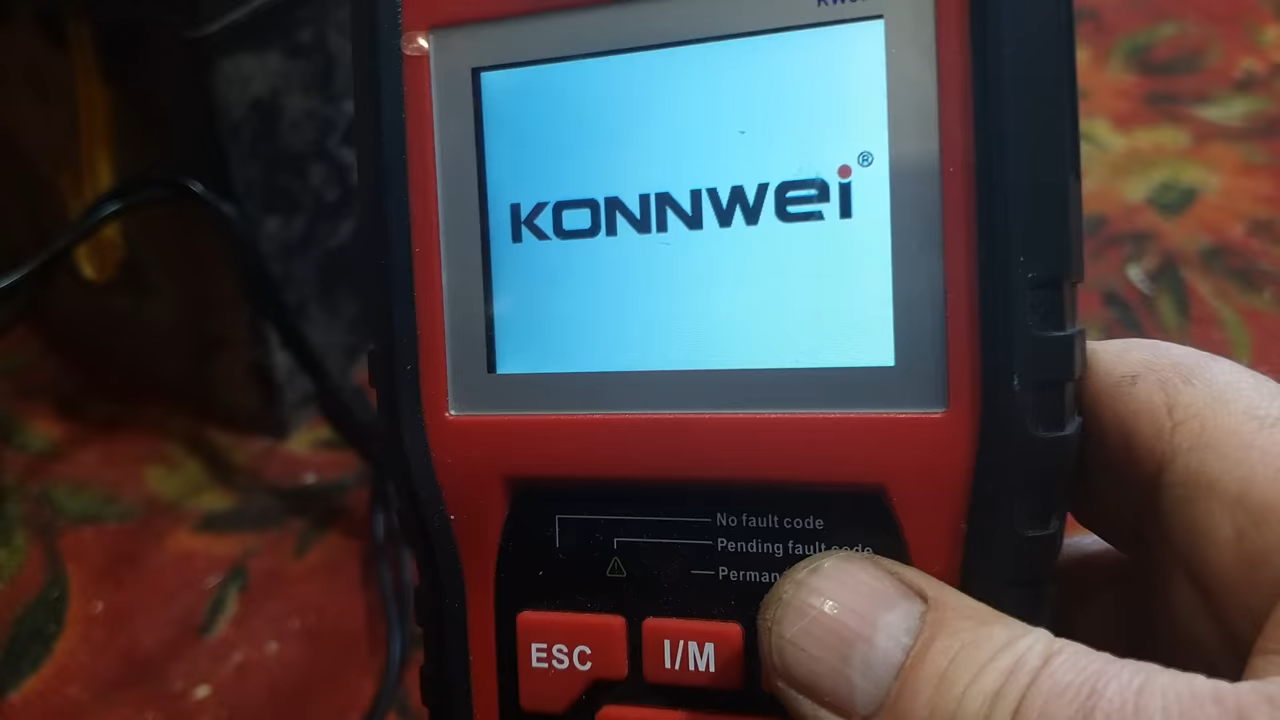 KONNWEI®
No fault code
Pending fault code
ESC
I/M